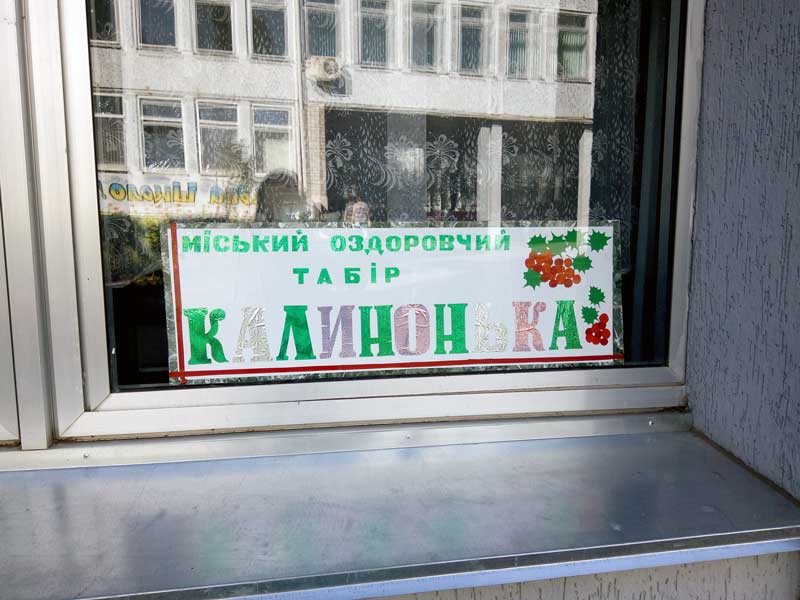 міський оздоровчий
табір
КАЛИНОНЬКА